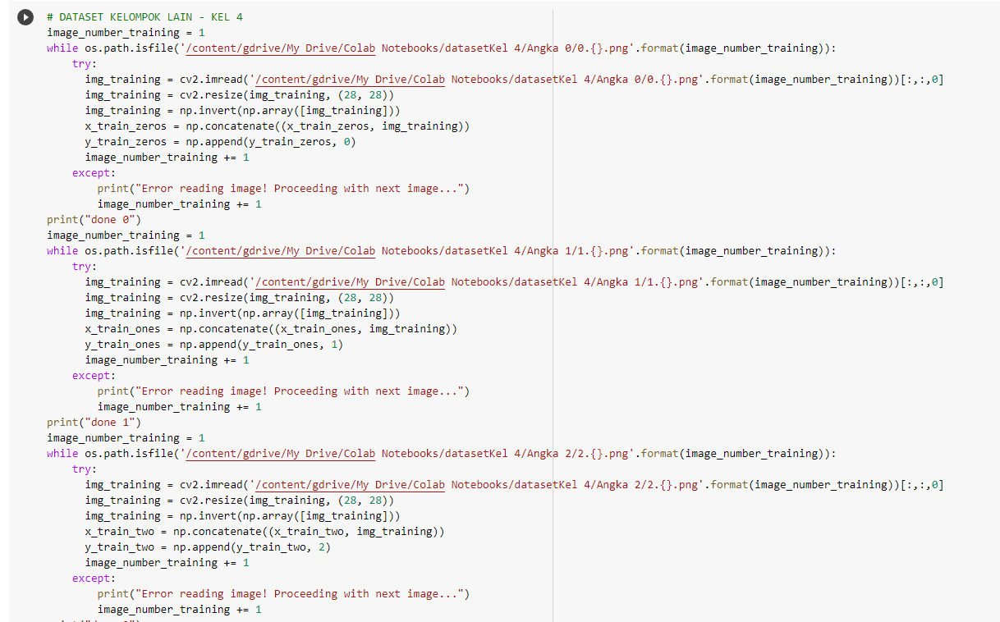 # DATASET KELOMPOK LAIN - KEL 4
image_number_training = 1
while os.path.isfile('/content/gdrive/My Drive/Colab Notebooks/datasetKel 4/Angka 0/0.{}.png'.format(image_number_training)):
    try:
      img_training = cv2.imread('/content/gdrive/My Drive/Colab Notebooks/datasetKel 4/Angka 0/0.{}.png'.format(image_number_training))[:,:,0]
      img_training = cv2.resize(img_training, (28, 28))
      img_training = np.invert(np.array([img_training]))
      x_train_zeros = np.concatenate((x_train_zeros, img_training))
      y_train_zeros = np.append(y_train_zeros, 0)
      image_number_training += 1
    except:
        print("Error reading image! Proceeding with next image...")
        image_number_training += 1
print("done 0")
image_number_training = 1
while os.path.isfile('/content/gdrive/My Drive/Colab Notebooks/datasetKel 4/Angka 1/1.{}.png'.format(image_number_training)):
    try:
      img_training = cv2.imread('/content/gdrive/My Drive/Colab Notebooks/datasetKel 4/Angka 1/1.{}.png'.format(image_number_training))[:,:,0]
      img_training = cv2.resize(img_training, (28, 28))
      img_training = np.invert(np.array([img_training]))
      x_train_ones = np.concatenate((x_train_ones, img_training))
      y_train_ones = np.append(y_train_ones, 1)
      image_number_training += 1
    except:
        print("Error reading image! Proceeding with next image...")
        image_number_training += 1
print("done 1")
image_number_training = 1
while os.path.isfile('/content/gdrive/My Drive/Colab Notebooks/datasetKel 4/Angka 2/2.{}.png'.format(image_number_training)):
    try:
      img_training = cv2.imread('/content/gdrive/My Drive/Colab Notebooks/datasetKel 4/Angka 2/2.{}.png'.format(image_number_training))[:,:,0]
      img_training = cv2.resize(img_training, (28, 28))
      img_training = np.invert(np.array([img_training]))
      x_train_two = np.concatenate((x_train_two, img_training))
      y_train_two = np.append(y_train_two, 2)
      image_number_training += 1
    except:
        print("Error reading image! Proceeding with next image...")
        image_number_training += 1